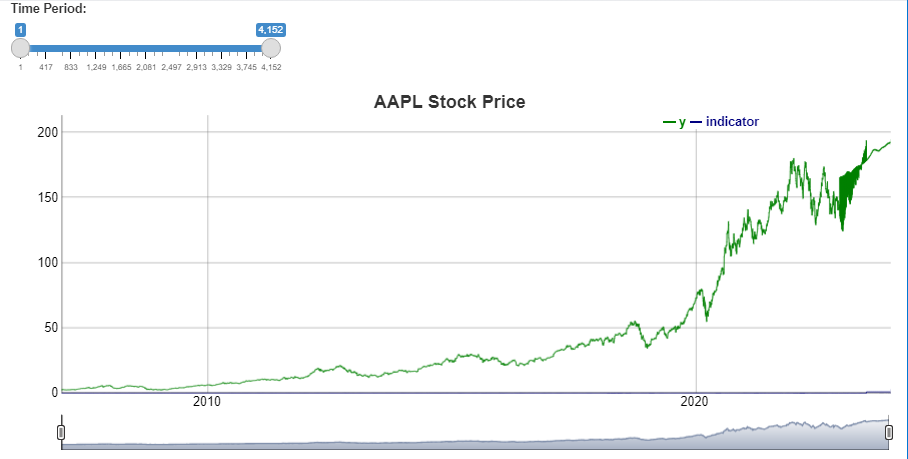 Time Period:
1 4,152
1 417 833 1,249 1,665 2,081 2,497 2,913 3,329 3,745 4,152
AAPL Stock Price
y indicator
200
150
100
50
0
2010 2020